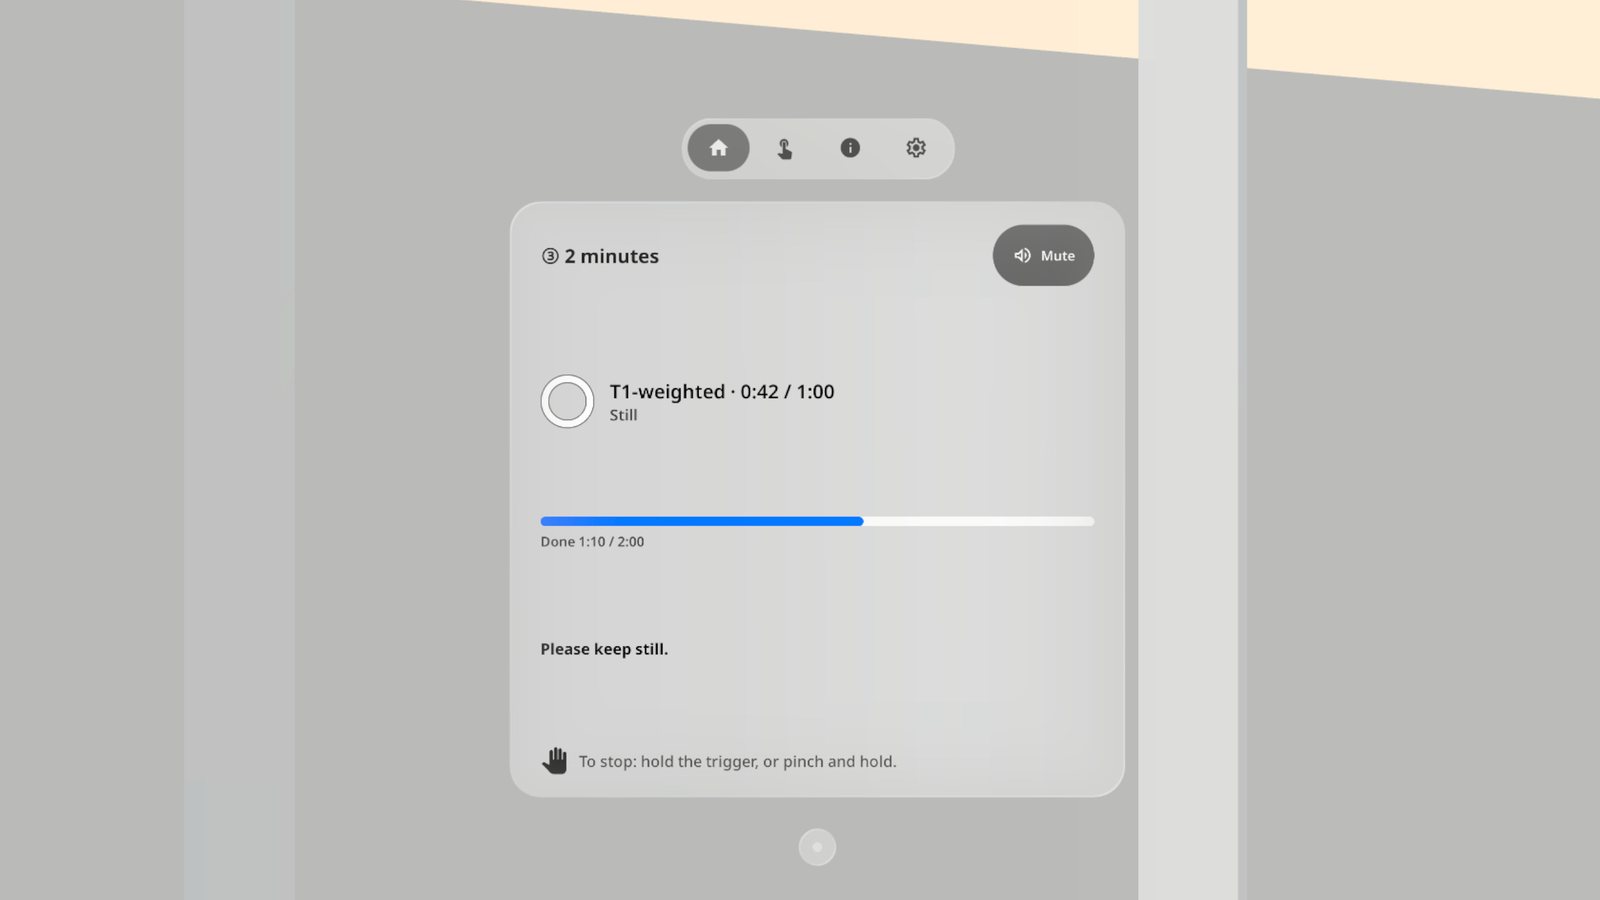 ③ 2 minutes
Mute
T1-weighted · 0:42 / 1:00
Still
Done 1:10 / 2:00
Please keep still.
To stop: hold the trigger, or pinch and hold.